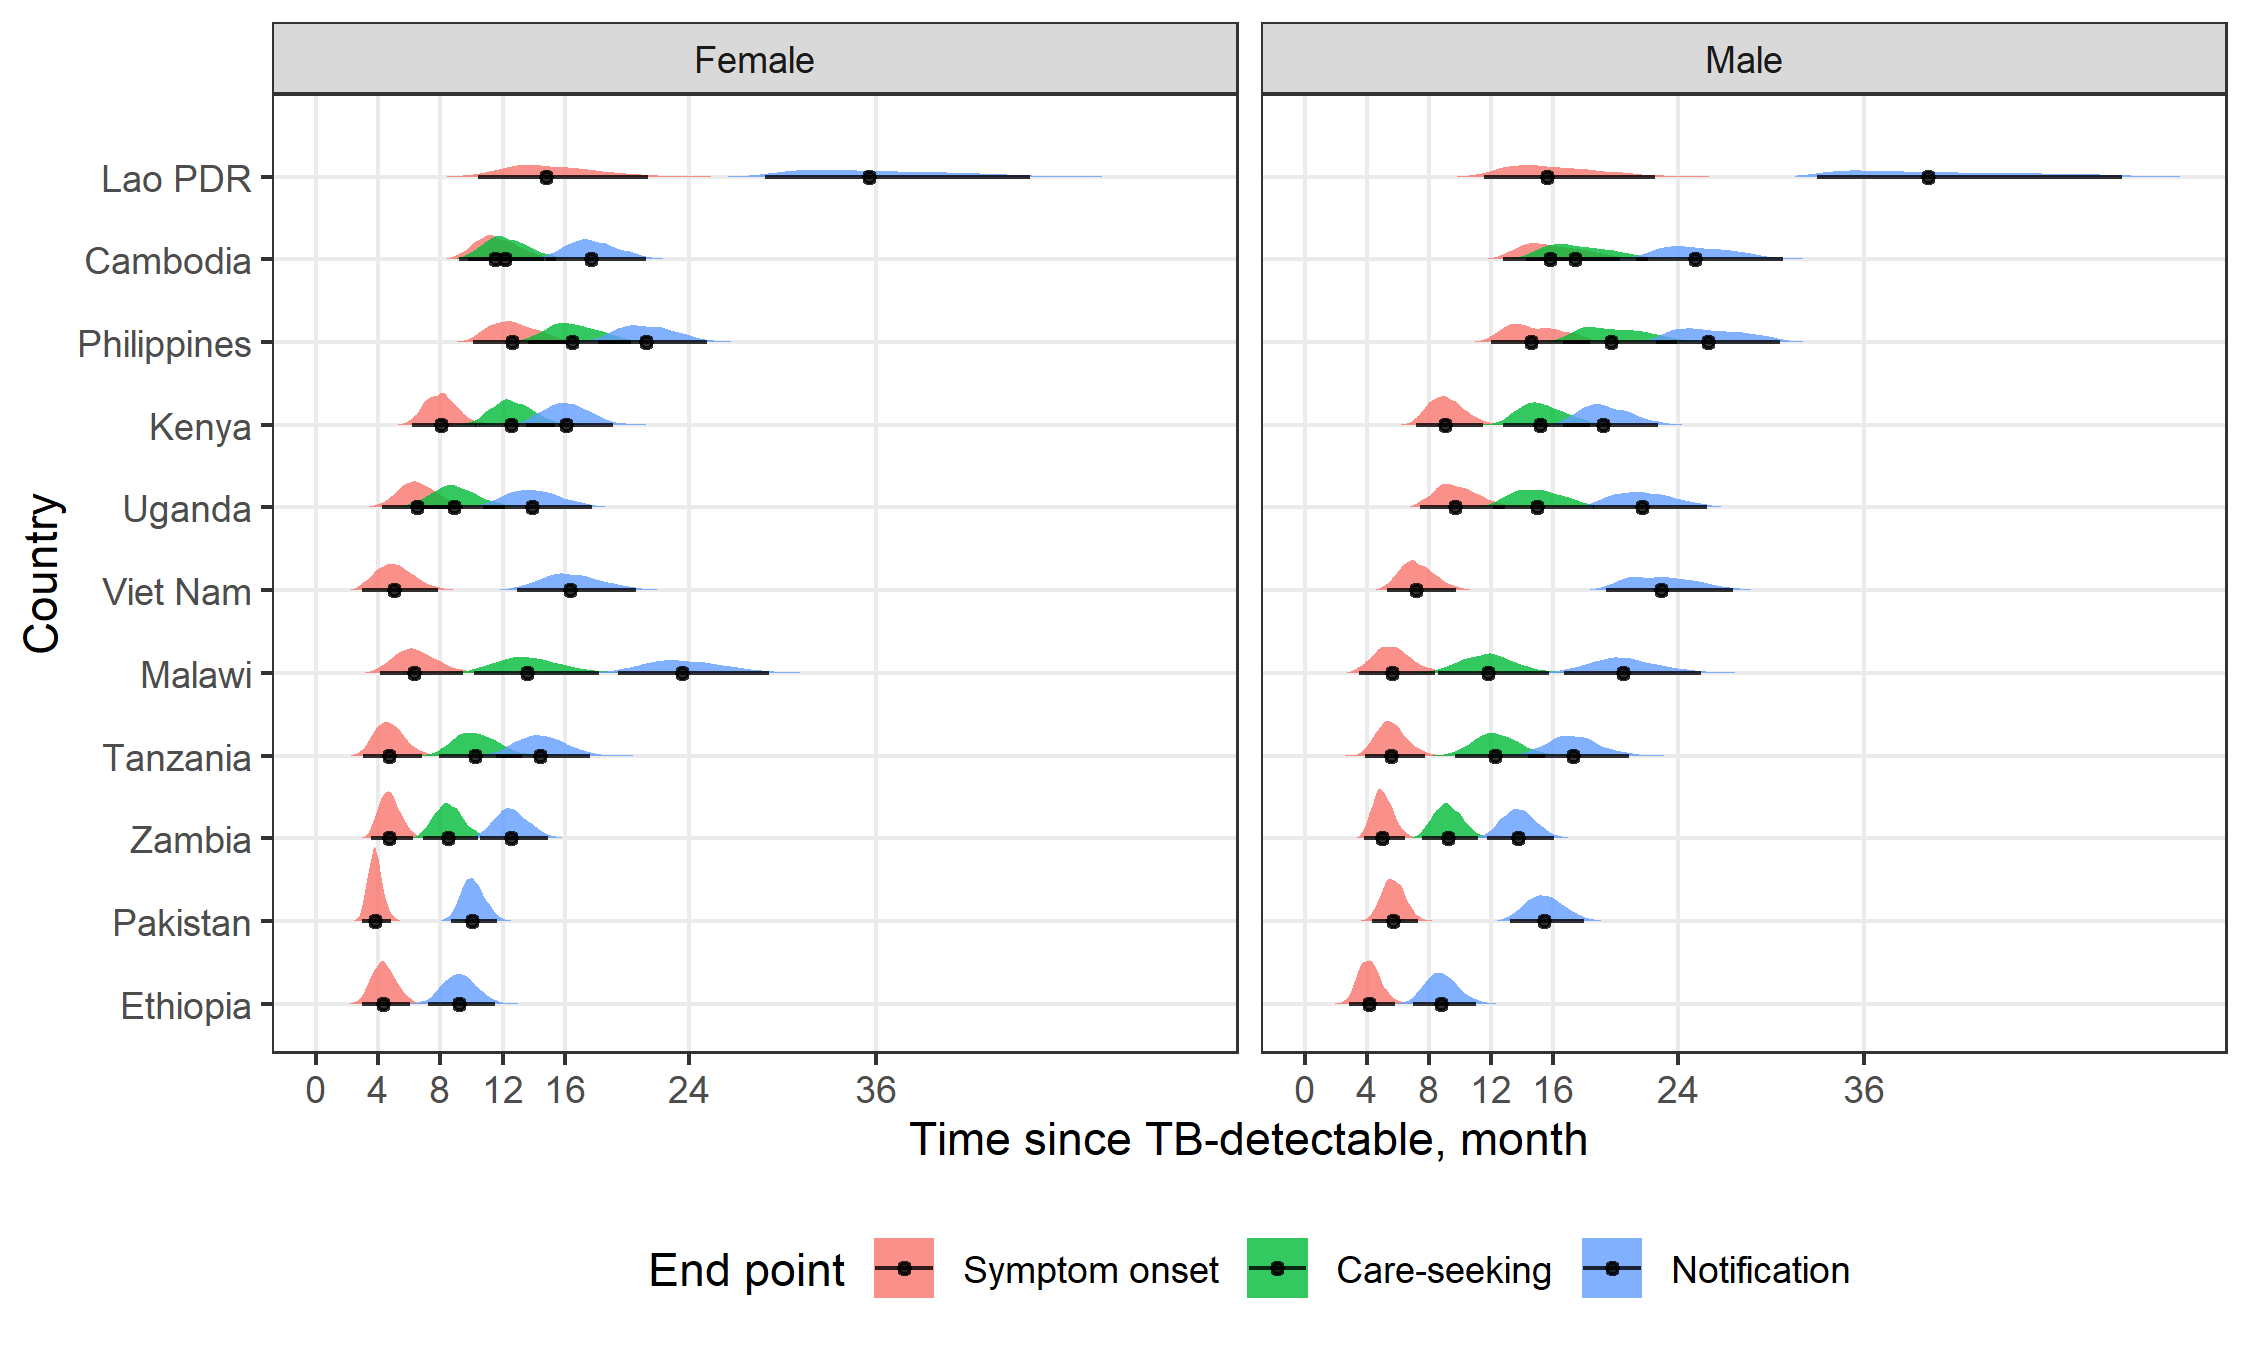 Female
Male
Lao PDR
Cambodia
Philippines
Kenya
Uganda
Viet Nam
Malawi
Tanzania
Zambia
Pakistan
Ethiopia
Country
0 4 8 12 16 24 36
0 4 8 12 16 24 36
Time since TB-detectable, month
End point Symptom onset Care-seeking Notification